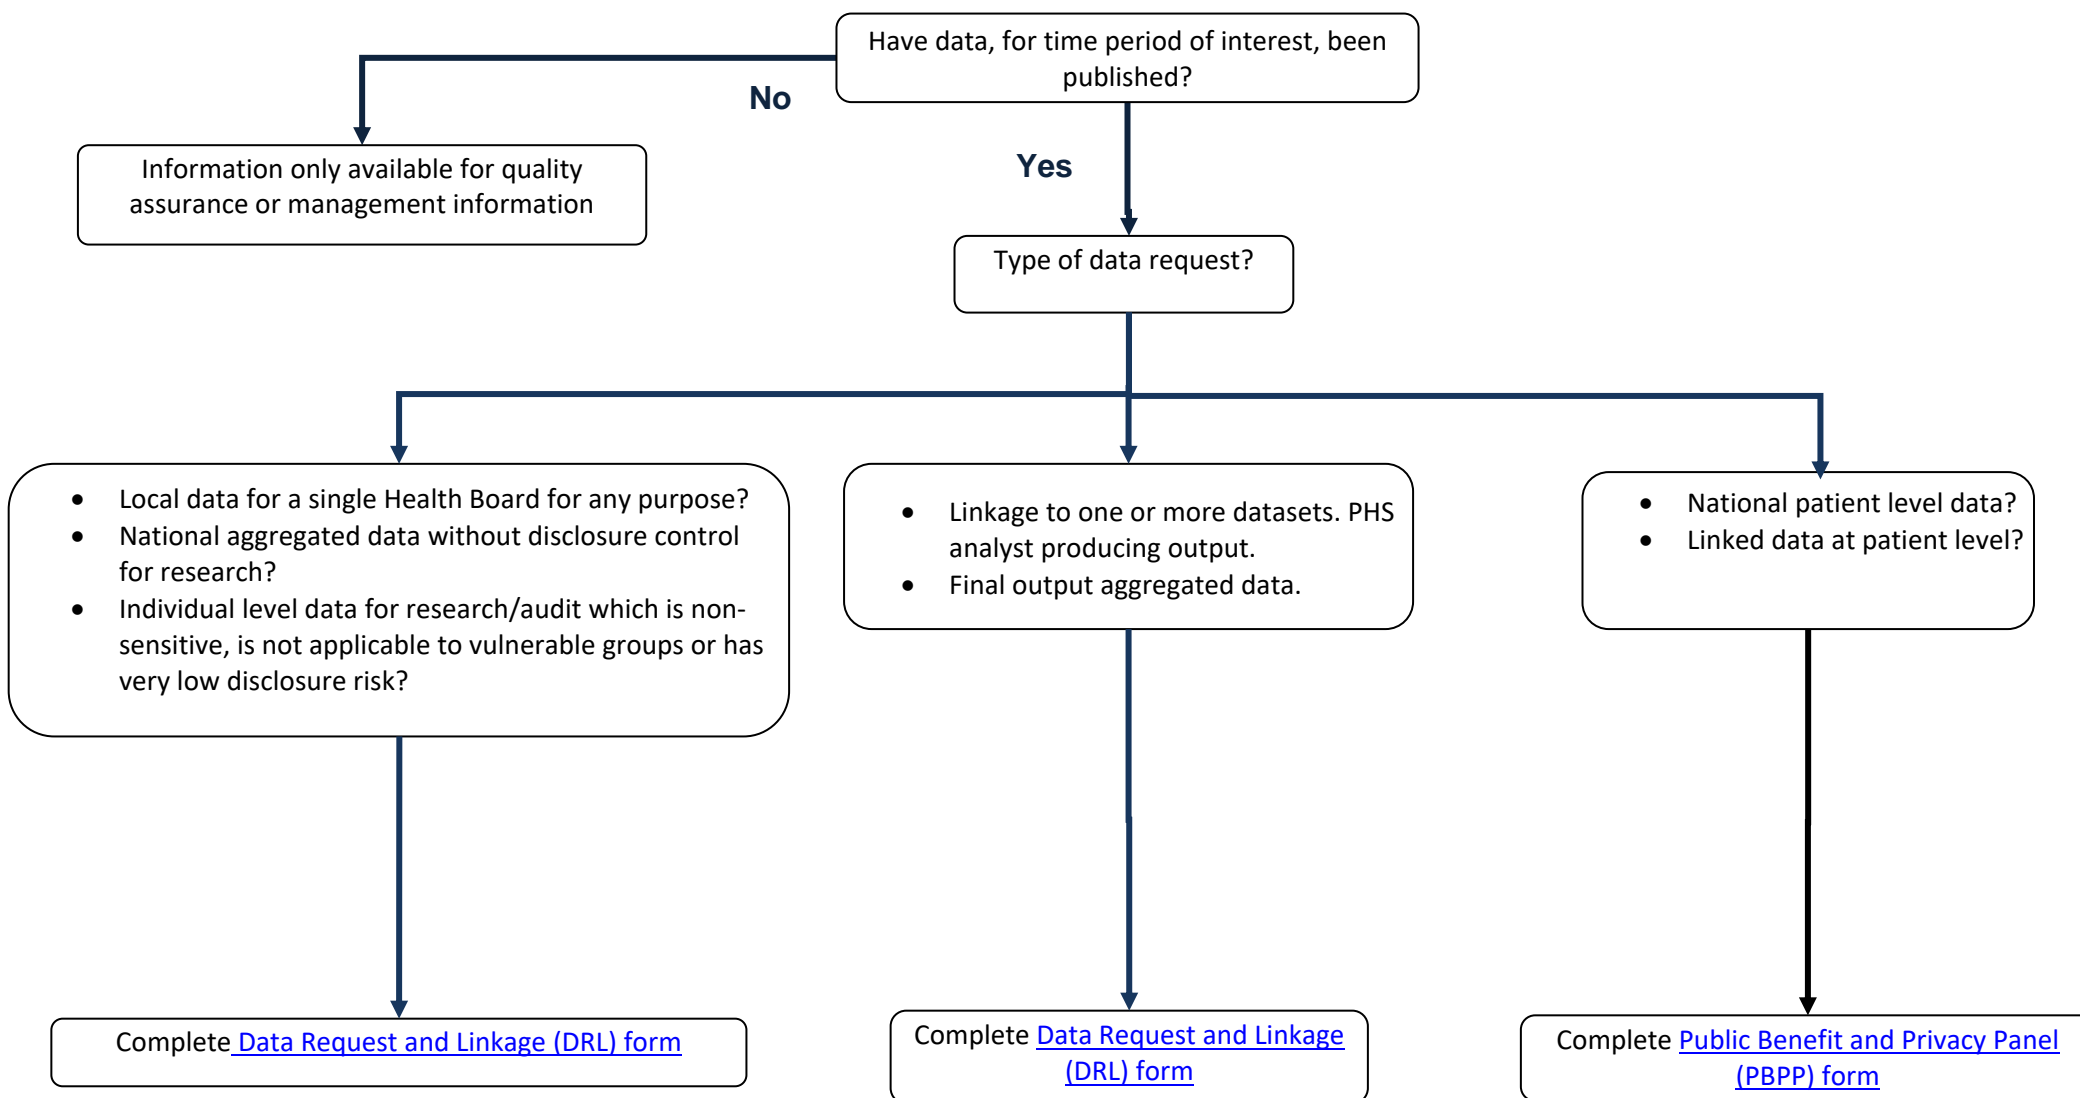 Have data, for time period of interest, been
published?
No
Information only available for quality
assurance or management information
Yes
Type of data request?
• Local data for a single Health Board for any purpose?
• National aggregated data without disclosure control
for research?
• Individual level data for research/audit which is non-
sensitive, is not applicable to vulnerable groups or has
very low disclosure risk?
• Linkage to one or more datasets. PHS
analyst producing output.
• Final output aggregated data.
• National patient level data?
• Linked data at patient level?
Complete Data Request and Linkage (DRL) form
Complete Data Request and Linkage
(DRL) form
Complete Public Benefit and Privacy Panel
(PBPP) form